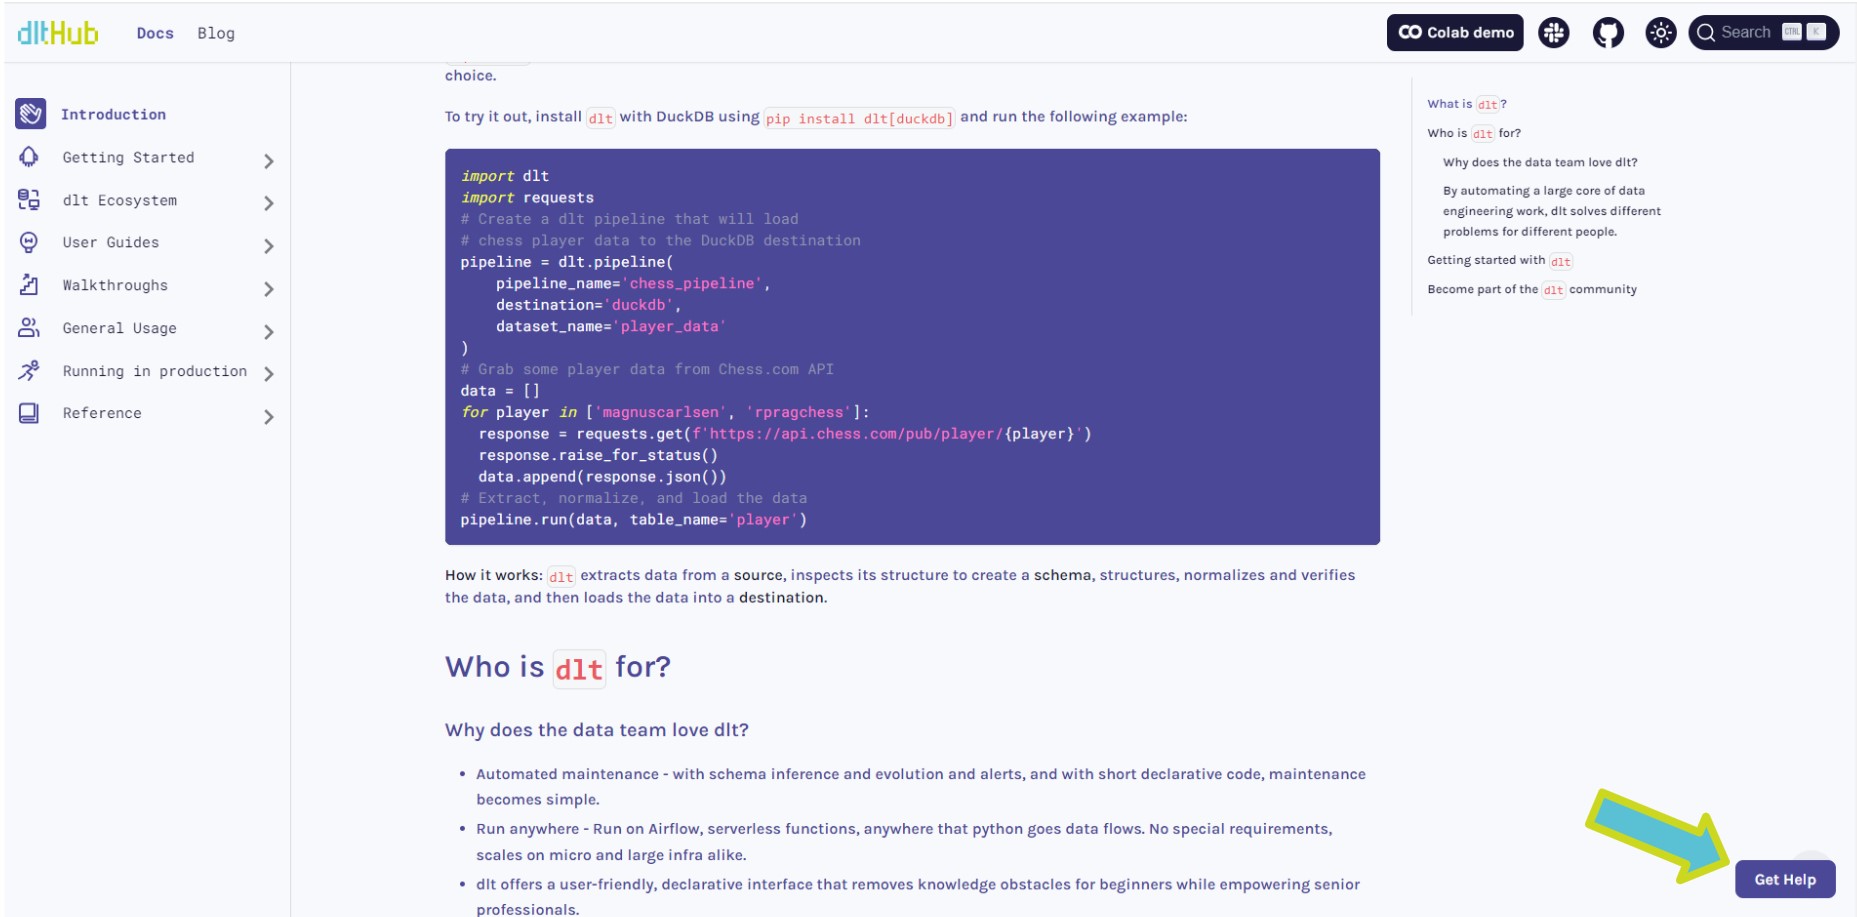 dltHub
Docs
Blog
Colab demo
Search
CTRL
K
Introduction
Getting Started
dlt Ecosystem
User Guides
Walkthroughs
General Usage
Running in production
Reference
choice.
To try it out, install dlt with DuckDB using pip install dlt[duckdb] and run the following example:
import dlt
import requests
# Create a dlt pipeline that will load
# chess player data to the DuckDB destination
pipeline = dlt.pipeline(
    pipeline_name='chess_pipeline',
    destination='duckdb',
    dataset_name='player_data'
)
# Grab some player data from Chess.com API
data = []
for player in ['magnuscarlsen', 'rpragchess']:
  response = requests.get(f'https://api.chess.com/pub/player/{player}')
  response.raise_for_status()
  data.append(response.json())
# Extract, normalize, and load the data
pipeline.run(data, table_name='player')
How it works: dlt extracts data from a source, inspects its structure to create a schema, structures, normalizes and verifies
the data, and then loads the data into a destination.
Who is dlt for?
Why does the data team love dlt?
• Automated maintenance - with schema inference and evolution and alerts, and with short declarative code, maintenance
becomes simple.
• Run anywhere - Run on Airflow, serverless functions, anywhere that python goes data flows. No special requirements,
scales on micro and large infra alike.
• dlt offers a user-friendly, declarative interface that removes knowledge obstacles for beginners while empowering senior
professionals.
What is dlt?
Who is dlt for?
Why does the data team love dlt?
By automating a large core of data
engineering work, dlt solves different
problems for different people.
Getting started with dlt
Become part of the dlt community
Get Help